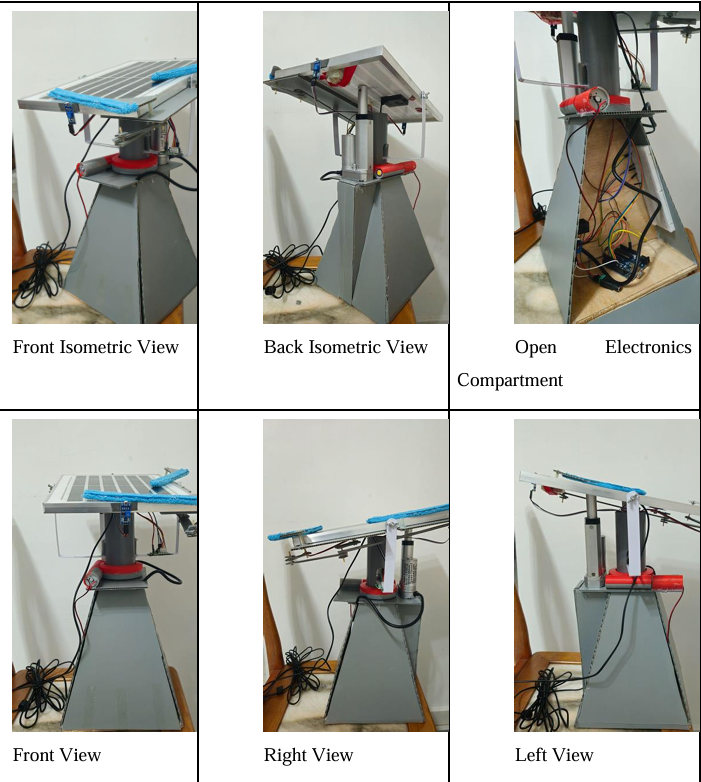 Front Isometric View
Back Isometric View
Open Electronics
Compartment
Front View
Right View
Left View